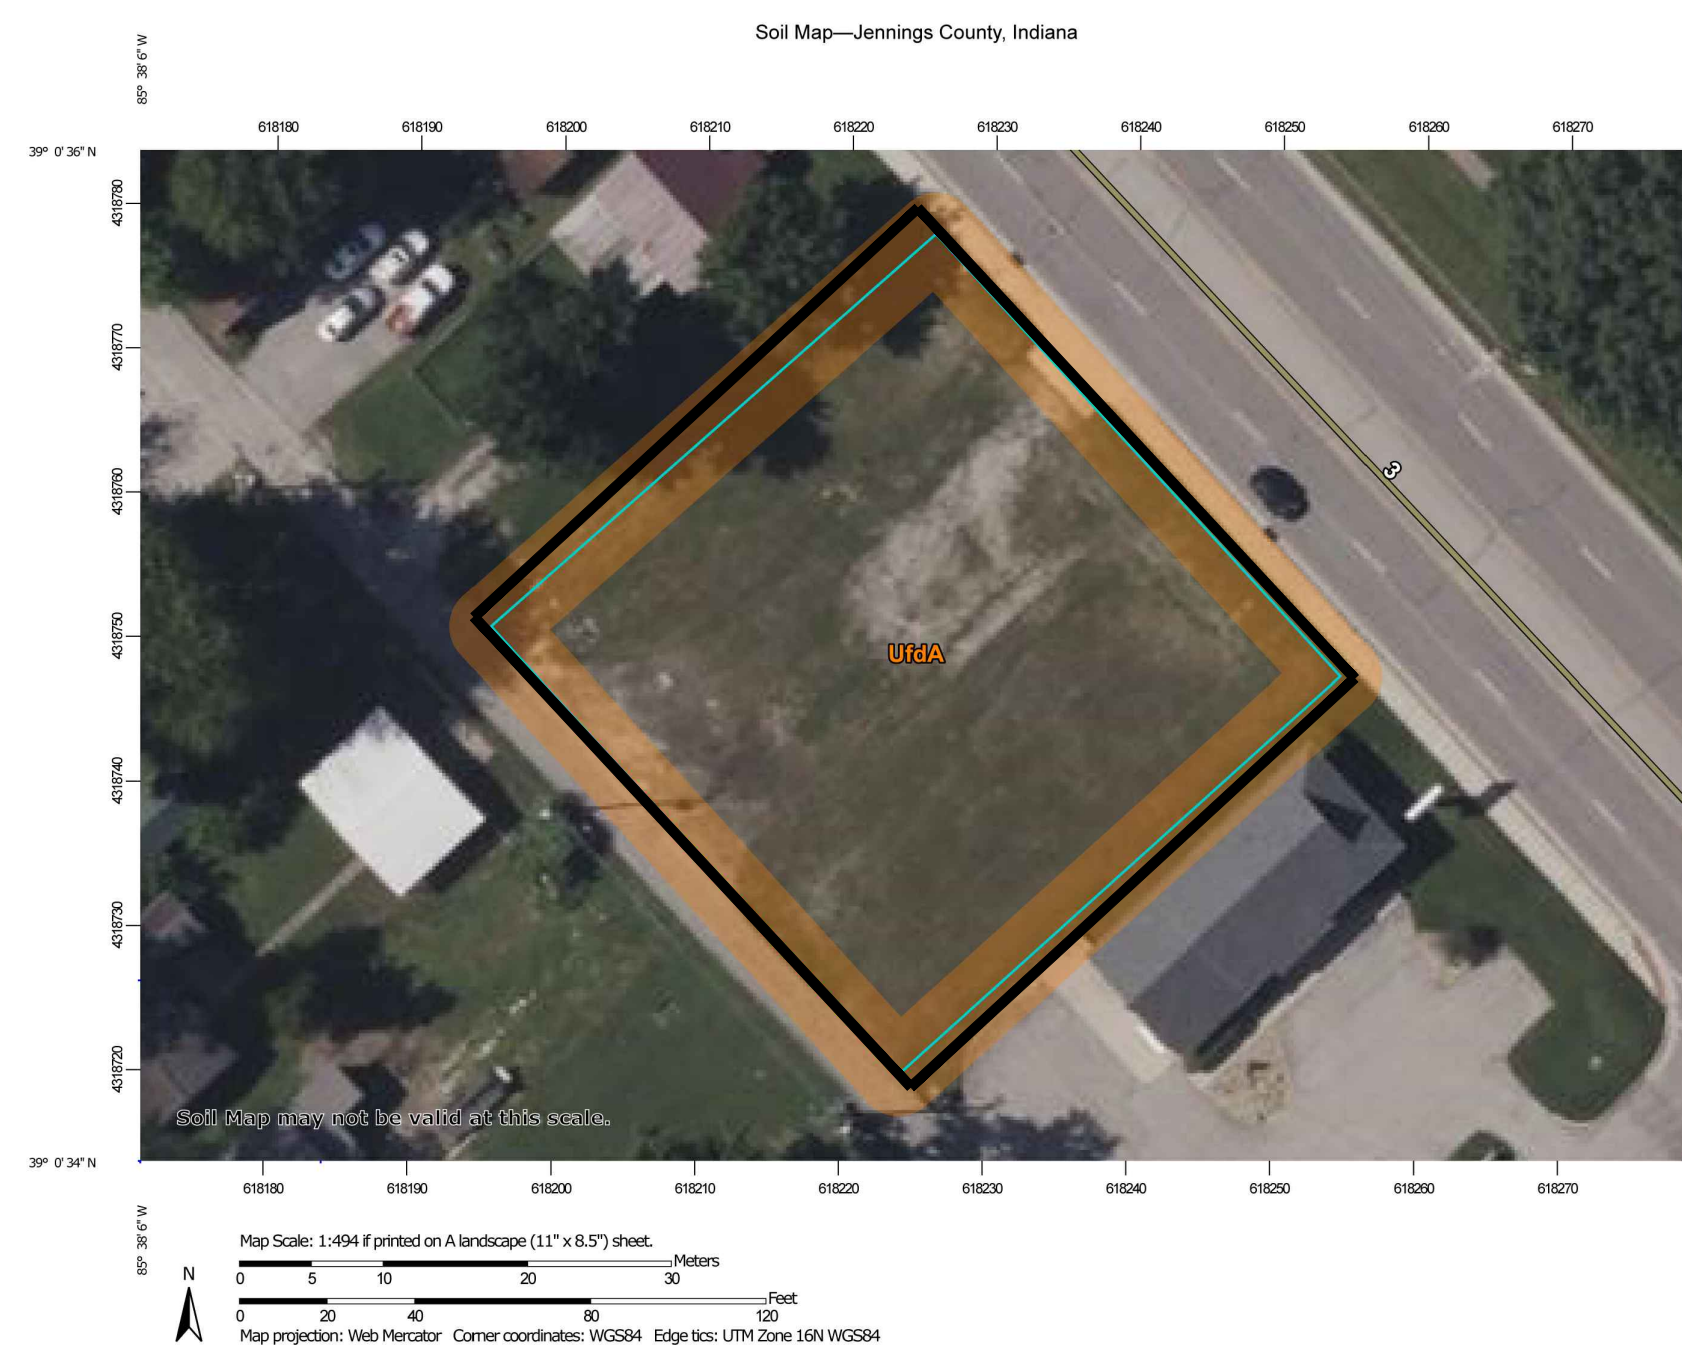 Soil Map—Jennings County, Indiana
85° 38' 6" W
618180 618190 618200 618210 618220 618230 618240 618250 618260 618270
39° 0' 36" N
4318780
4318770
4318760
3
4318750
UfdA
4318740
4318730
4318720
Soil Map may not be valid at this scale.
39° 0' 34" N
618180 618190 618200 618210 618220 618230 618240 618250 618260 618270
85° 38' 6" W
Map Scale: 1:494 if printed on A landscape (11" x 8.5") sheet.
Meters
N
0 5 10 20 30
Feet
0 20 40 80 120
Map projection: Web Mercator Corner coordinates: WGS84 Edge tics: UTM Zone 16N WGS84